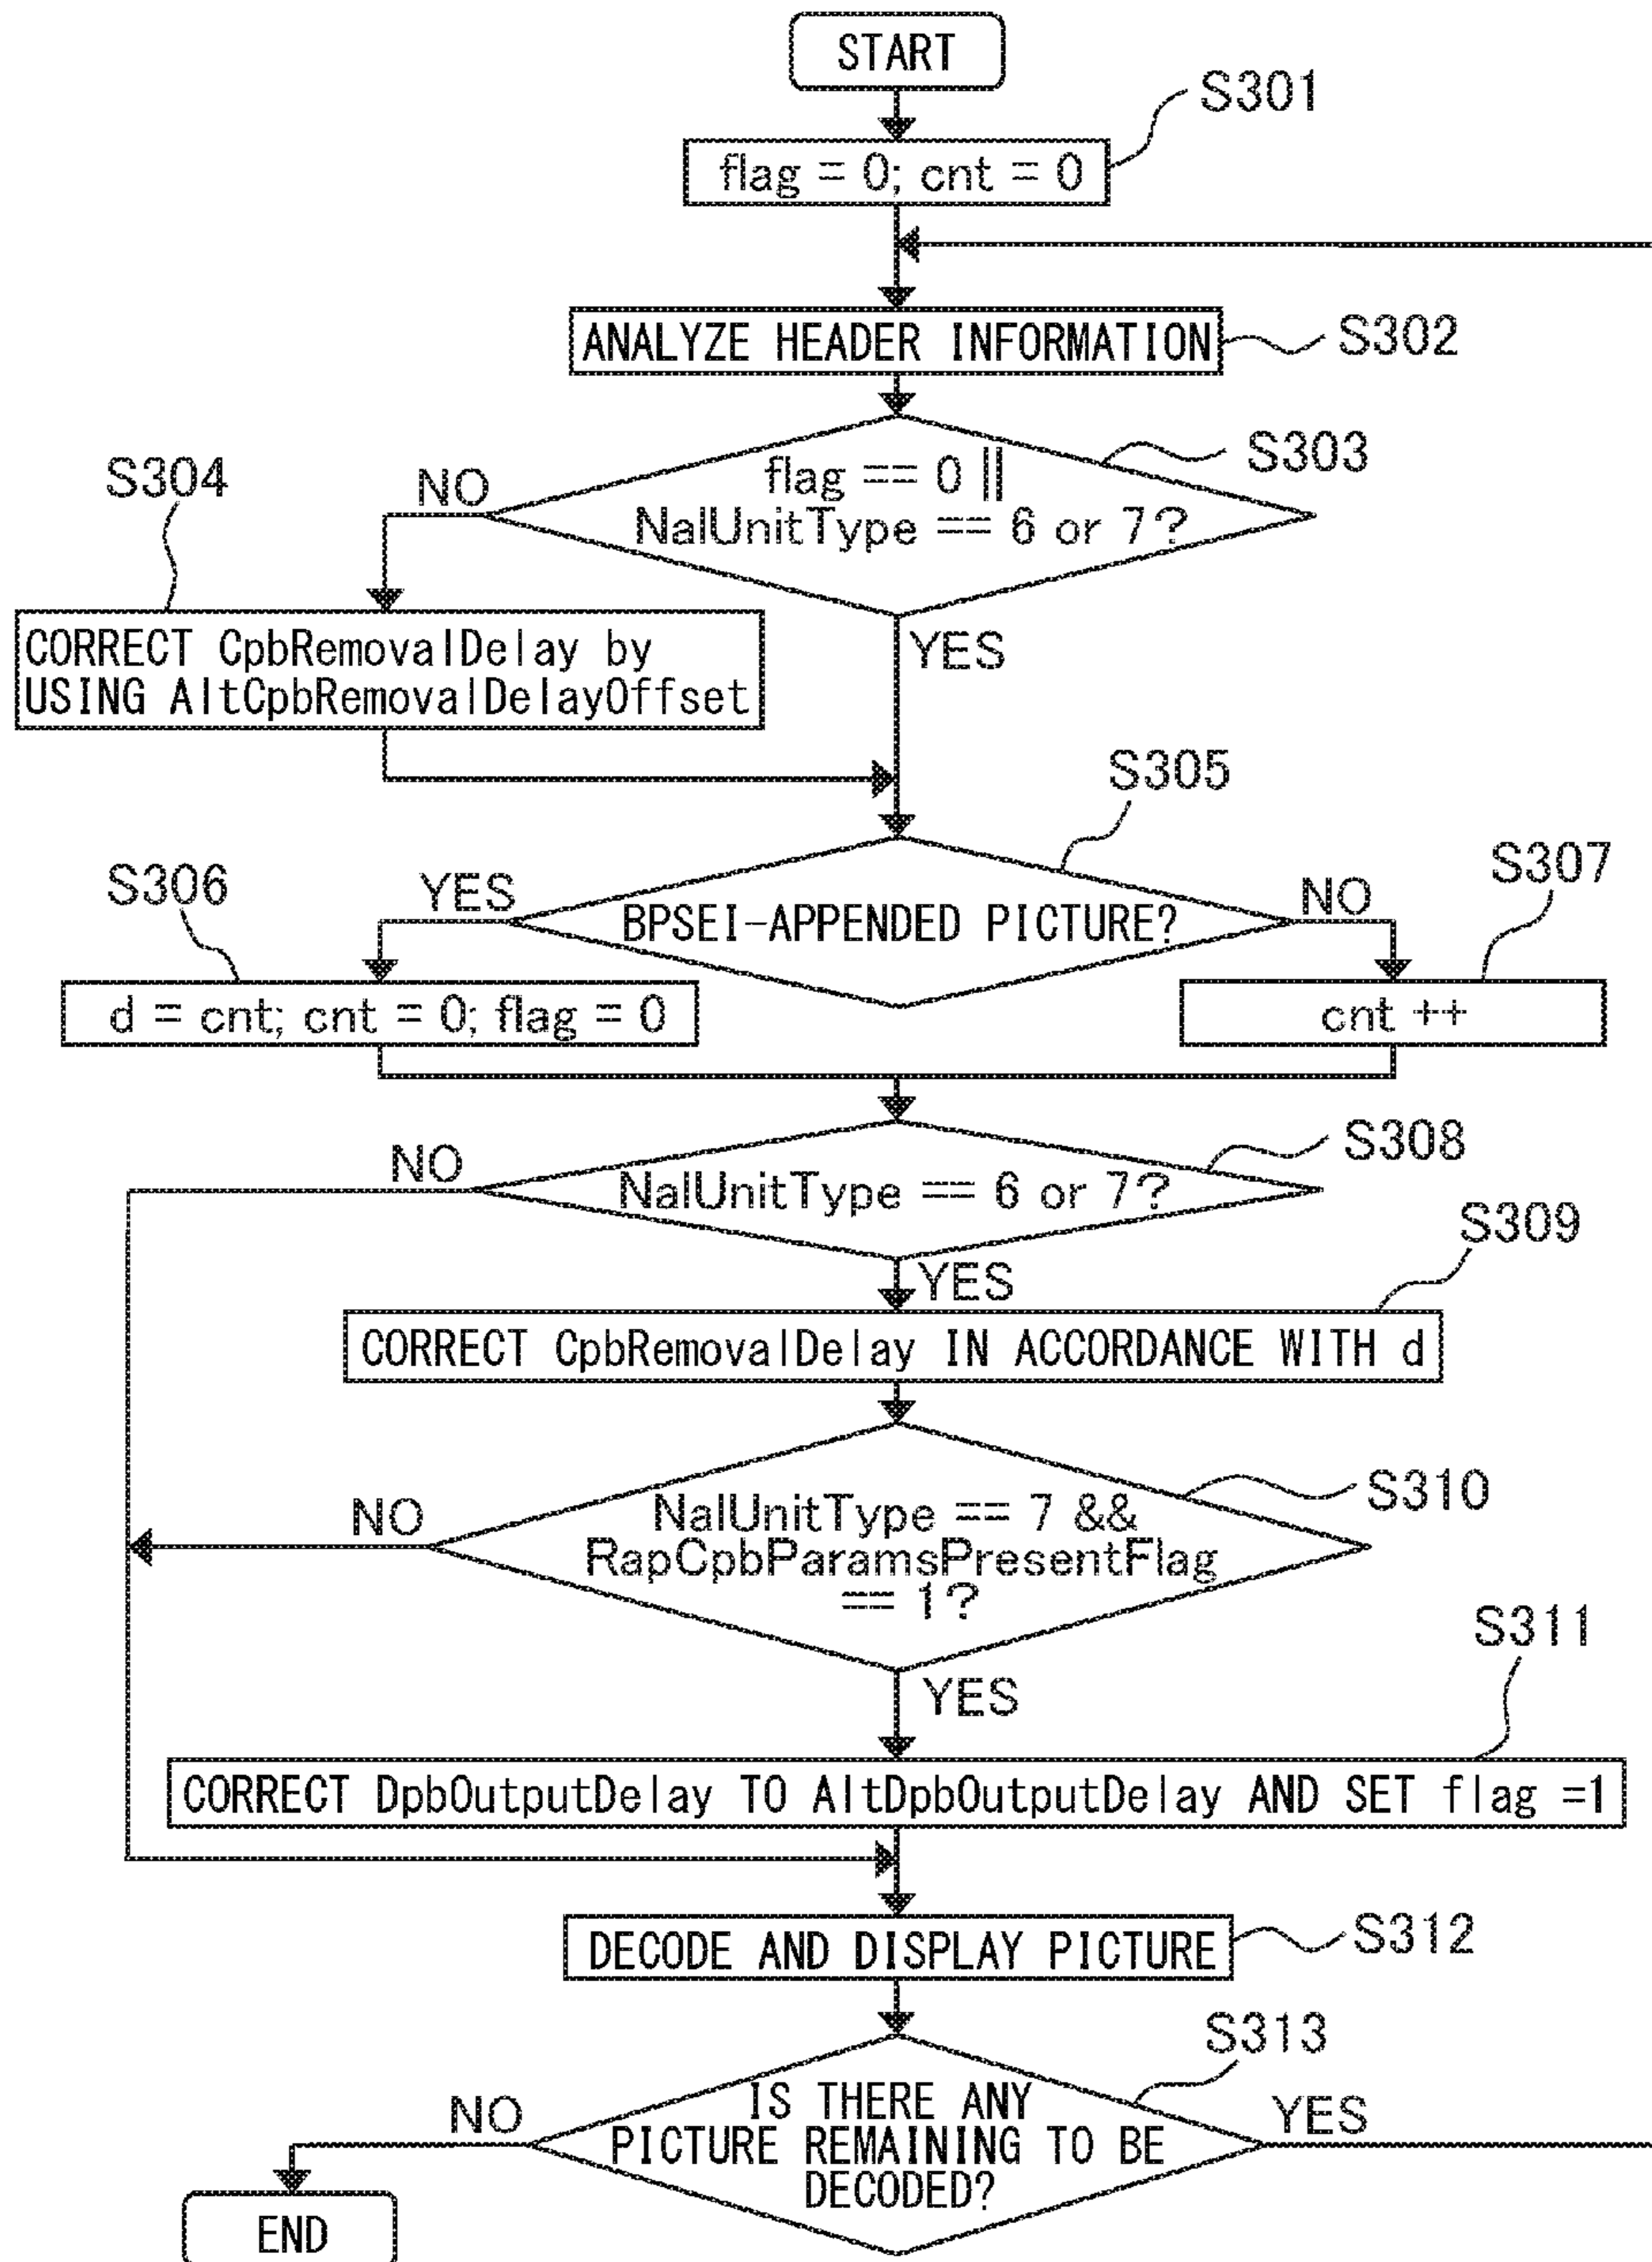 START
S301
flag = 0; cnt = 0
ANALYZE HEADER INFORMATION
S302
S303
flag == 0 ||
NalUnitType == 6 or 7?
NO
YES
S304
CORRECT CpbRemovalDelay by
USING AltCpbRemovalDelayOffset
S305
BPSEI-APPENDED PICTURE?
YES
NO
S306
d = cnt; cnt = 0; flag = 0
S307
cnt ++
S308
NalUnitType == 6 or 7?
NO
YES
S309
CORRECT CpbRemovalDelay IN ACCORDANCE WITH d
S310
NalUnitType == 7 &&
RapCpbParamsPresentFlag
== 1?
NO
YES
S311
CORRECT DpbOutputDelay TO AltDpbOutputDelay AND SET flag =1
DECODE AND DISPLAY PICTURE
S312
S313
IS THERE ANY
PICTURE REMAINING TO BE
DECODED?
NO
YES
END